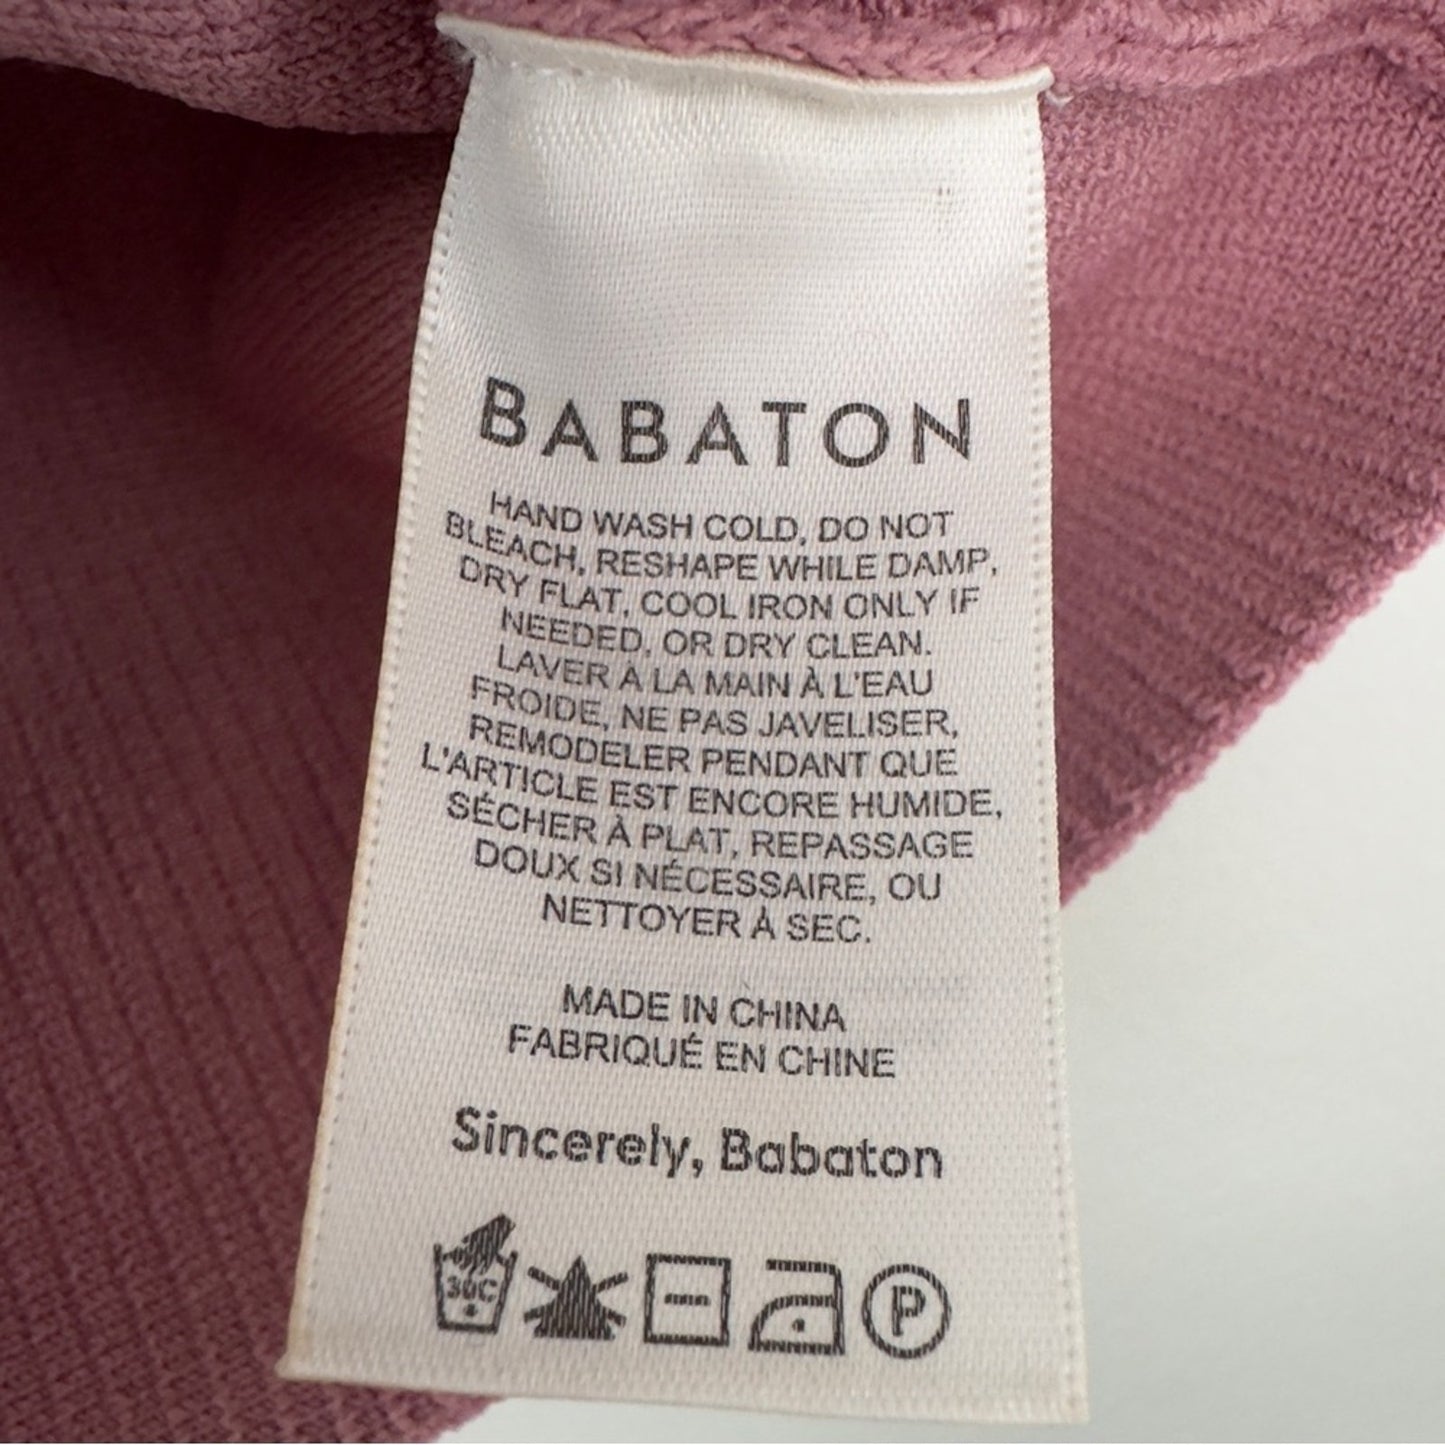 BABATON
HAND WASH COLD, DO NOT
BLEACH, RESHAPE WHILE DAMP,
DRY FLAT, COOL IRON ONLY IF
NEEDED, OR DRY CLEAN.
LAVER À LA MAIN À L'EAU
FROIDE, NE PAS JAVELISER,
REMODELER PENDANT QUE
L'ARTICLE EST ENCORE HUMIDE,
SÉCHER À PLAT, REPASSAGE
DOUX SI NÉCESSAIRE, OU
NETTOYER À SEC.
MADE IN CHINA
FABRIQUÉ EN CHINE
Sincerely, Babaton
30C P